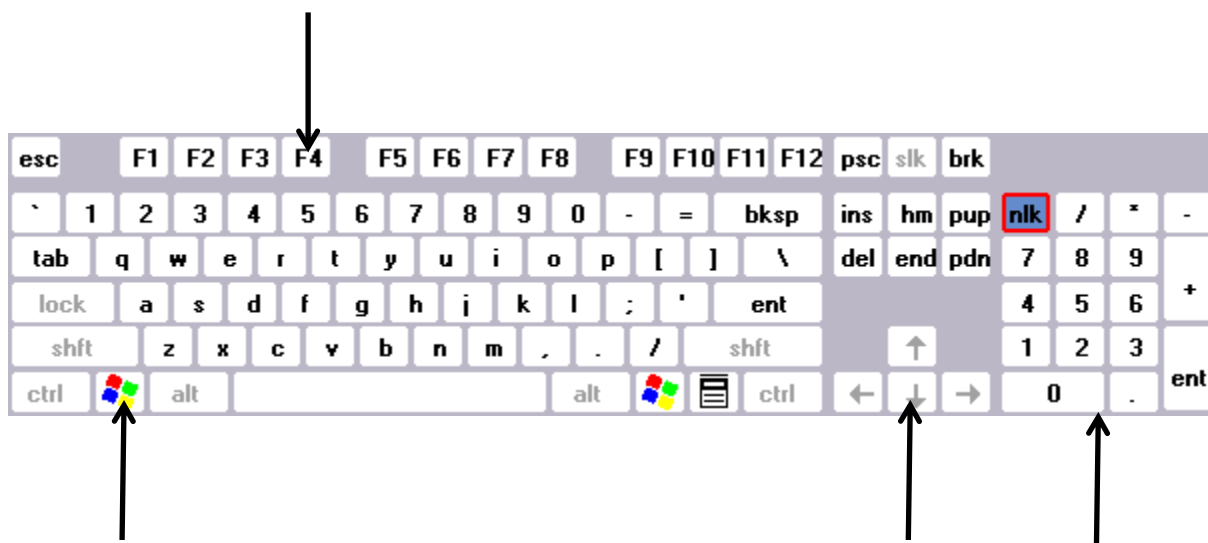 esc F1 F2 F3 F4 F5 F6 F7 F8 F9 F10 F11 F12 psc slk brk
` 1 2 3 4 5 6 7 8 9 0 - = bksp ins hm pup nlk / * -
tab q w e r t y u i o p [ ] \ del end pdn 7 8 9 +
lock a s d f g h j k l ; ' ent 4 5 6
shft z x c v b n m , . / shft ↑ 1 2 3 ent
ctrl alt alt ctrl ← ↓ → 0 .